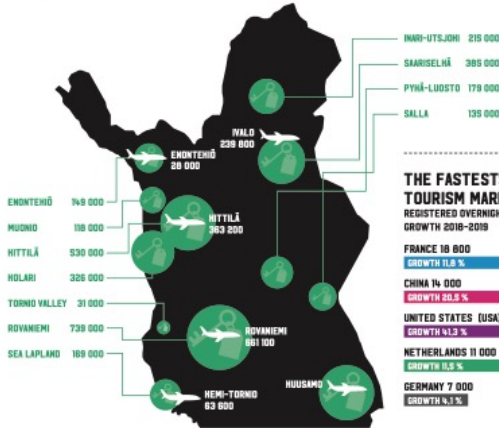 INARI-UTSJOKI 215 000
SAARISELKÄ 385 000
PYHÄ-LUOSTO 179 000
SALLA 135 000
IVALO
239 800
ENONTEKIÖ
28 000
KITTILÄ
363 200
ENONTEKIÖ 149 000
MUONIO 118 000
KITTILÄ 530 000
KOLARI 326 000
TORNIO VALLEY 31 000
ROVANIEMI 739 000
SEA LAPLAND 169 000
ROVANIEMI
661 100
KEMI-TORNIO
63 600
KUUSAMO
THE FASTEST
TOURISM MAR
REGISTERED OVERNIGH
GROWTH 2018-2019
FRANCE 18 800
GROWTH 11,8 %
CHINA 14 000
GROWTH 20,5 %
UNITED STATES (USA)
GROWTH 41,3 %
NETHERLANDS 11 000
GROWTH 11,5 %
GERMANY 7 000
GROWTH 4,1 %